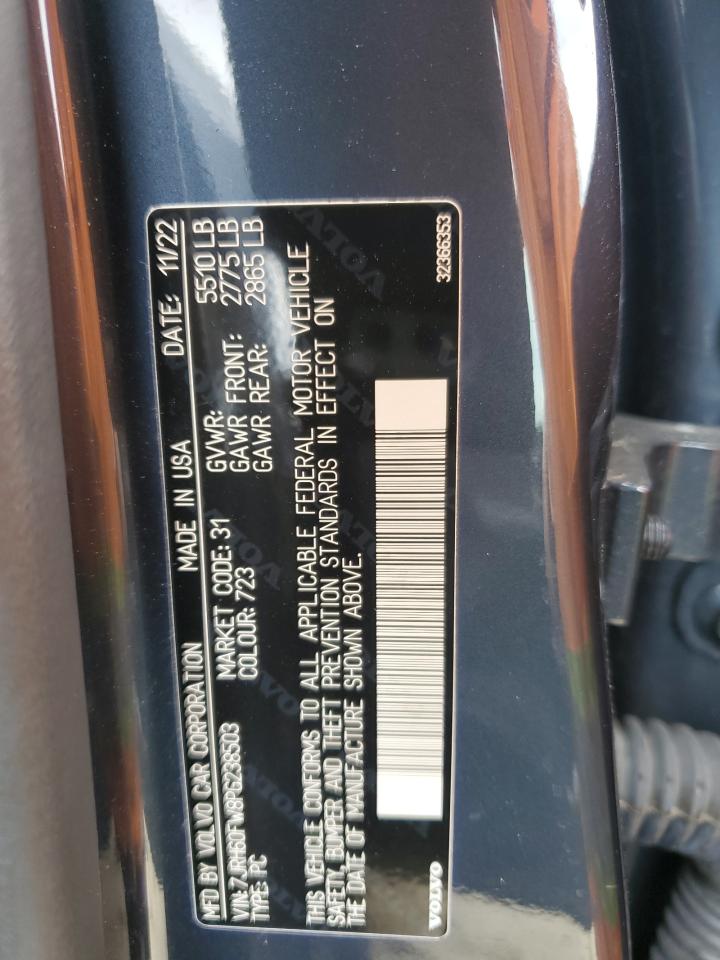 MFD BY VOLVO CAR CORPORATION MADE IN USA DATE: 11/22
VIN: 7JRH60FW8PG238503 MARKET CODE: 31 GVWR: 5510 LB
TYPE: PC COLOUR: 723 GAWR FRONT: 2775 LB
GAWR REAR: 2865 LB
THIS VEHICLE CONFORMS TO ALL APPLICABLE FEDERAL MOTOR VEHICLE
SAFETY, BUMPER AND THEFT PREVENTION STANDARDS IN EFFECT ON
THE DATE OF MANUFACTURE SHOWN ABOVE.
VOLVO 32366353